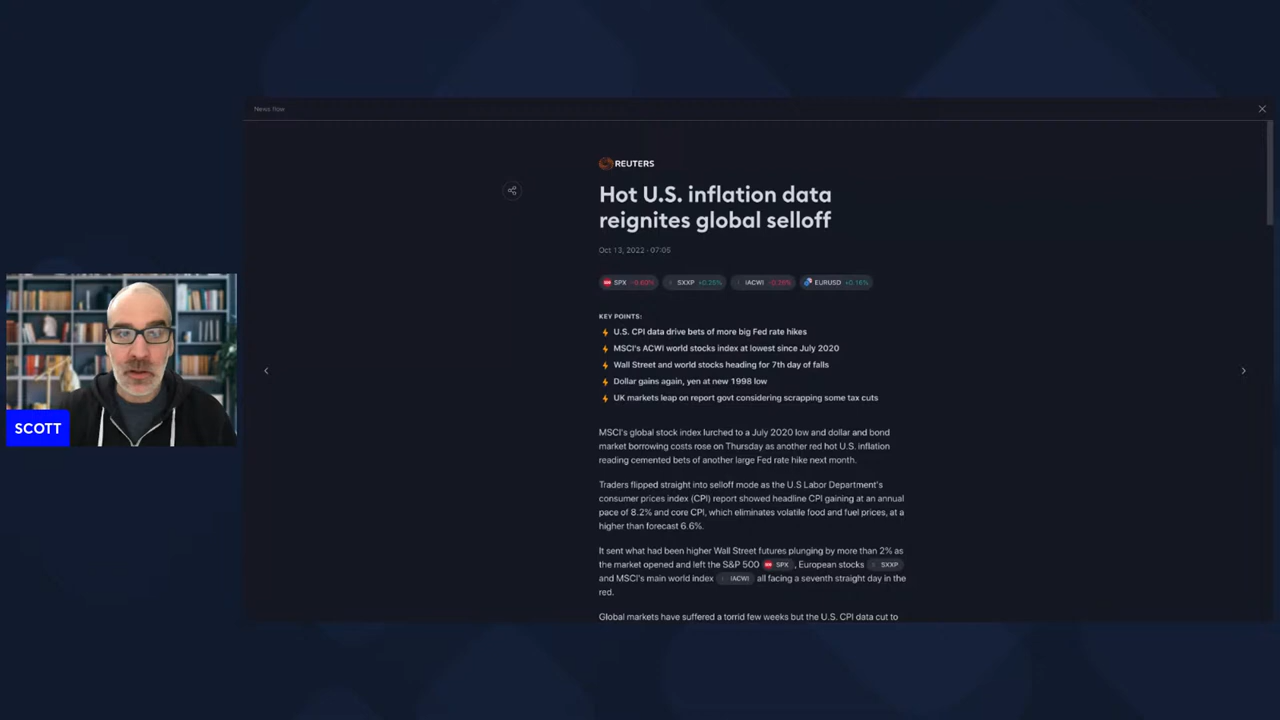 News flow
REUTERS
Hot U.S. inflation data
reignites global selloff
Oct 13, 2022 · 07:05
SPX −0.60% SXXP +0.25% IACWI −0.16% EURUSD +0.16%
KEY POINTS:
U.S. CPI data drive bets of more big Fed rate hikes
MSCI's ACWI world stocks index at lowest since July 2020
Wall Street and world stocks heading for 7th day of falls
Dollar gains again, yen at new 1998 low
UK markets leap on report govt considering scrapping some tax cuts
MSCI's global stock index lurched to a July 2020 low and dollar and bond
market borrowing costs rose on Thursday as another red hot U.S. inflation
reading cemented bets of another large Fed rate hike next month.
Traders flipped straight into selloff mode as the U.S Labor Department's
consumer prices index (CPI) report showed headline CPI gaining at an annual
pace of 8.2% and core CPI, which eliminates volatile food and fuel prices, at a
higher than forecast 6.6%.
It sent what had been higher Wall Street futures plunging by more than 2% as
the market opened and left the S&P 500 SPX , European stocks SXXP
and MSCI's main world index IACWI all facing a seventh straight day in the
red.
Global markets have suffered a torrid few weeks but the U.S. CPI data cut to
SCOTT